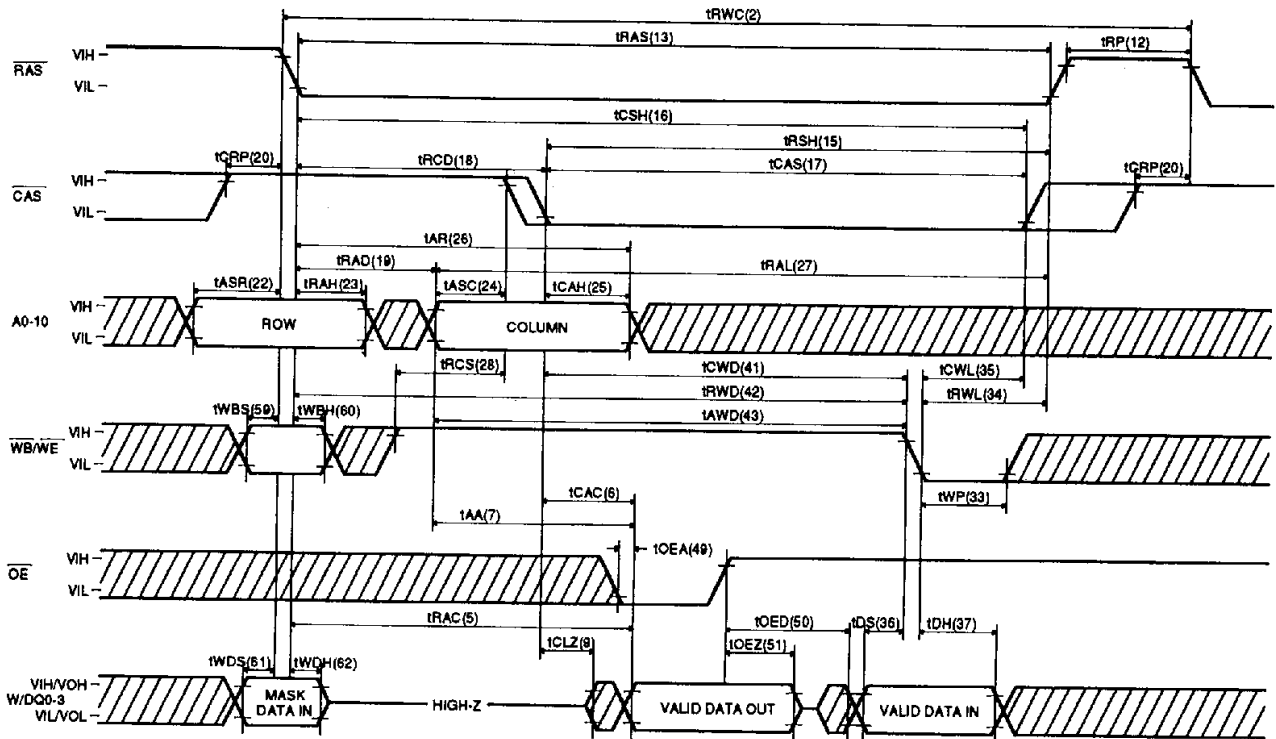 tRWC(2)
tRAS(13)
tRP(12)
RAS
VIH
VIL
tCSH(16)
tRSH(15)
tCRP(20)
tRCD(18)
tCAS(17)
tCRP(20)
CAS
VIH
VIL
tAR(26)
tRAD(19)
tRAL(27)
tASR(22)
tRAH(23)
tASC(24)
tCAH(25)
A0-10
VIH
VIL
ROW
COLUMN
tRCS(28)
tCWD(41)
tCWL(35)
tRWD(42)
tRWL(34)
tWBS(59)
tWBH(60)
tAWD(43)
WB/WE
VIH
VIL
tCAC(6)
tWP(33)
tAA(7)
tOEA(49)
OE
VIH
VIL
tRAC(5)
tOED(50)
tDS(36)
tDH(37)
tCLZ(9)
tOEZ(51)
tWDS(61)
tWDH(62)
VIH/VOH
W/DQ0-3
VIL/VOL
MASK
DATA IN
HIGH-Z
VALID DATA OUT
VALID DATA IN